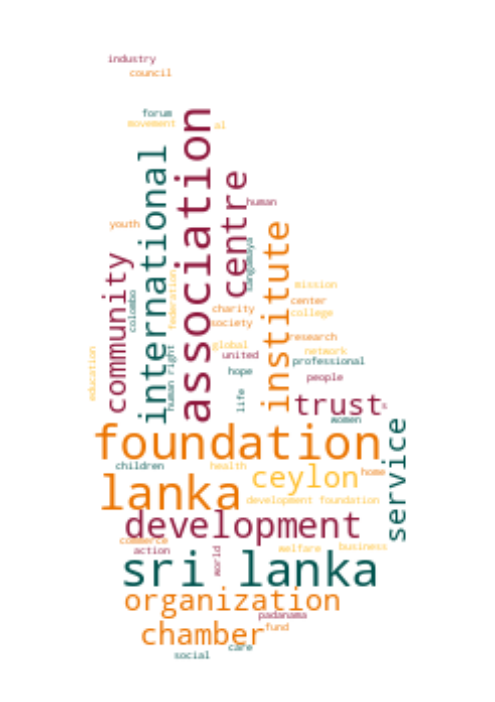 industry
council
forum
movement
al
association
international
centre
human
youth
institute
sangamaya
community
colombo
federation
mission
center
charity
college
society
research
global
network
united
professional
education
human right
hope
people
life
trust
s
women
foundation
service
children
health
home
ceylon
lanka
development foundation
development
commerce
action
world
welfare
business
sri lanka
organization
padanama
fund
chamber
care
social